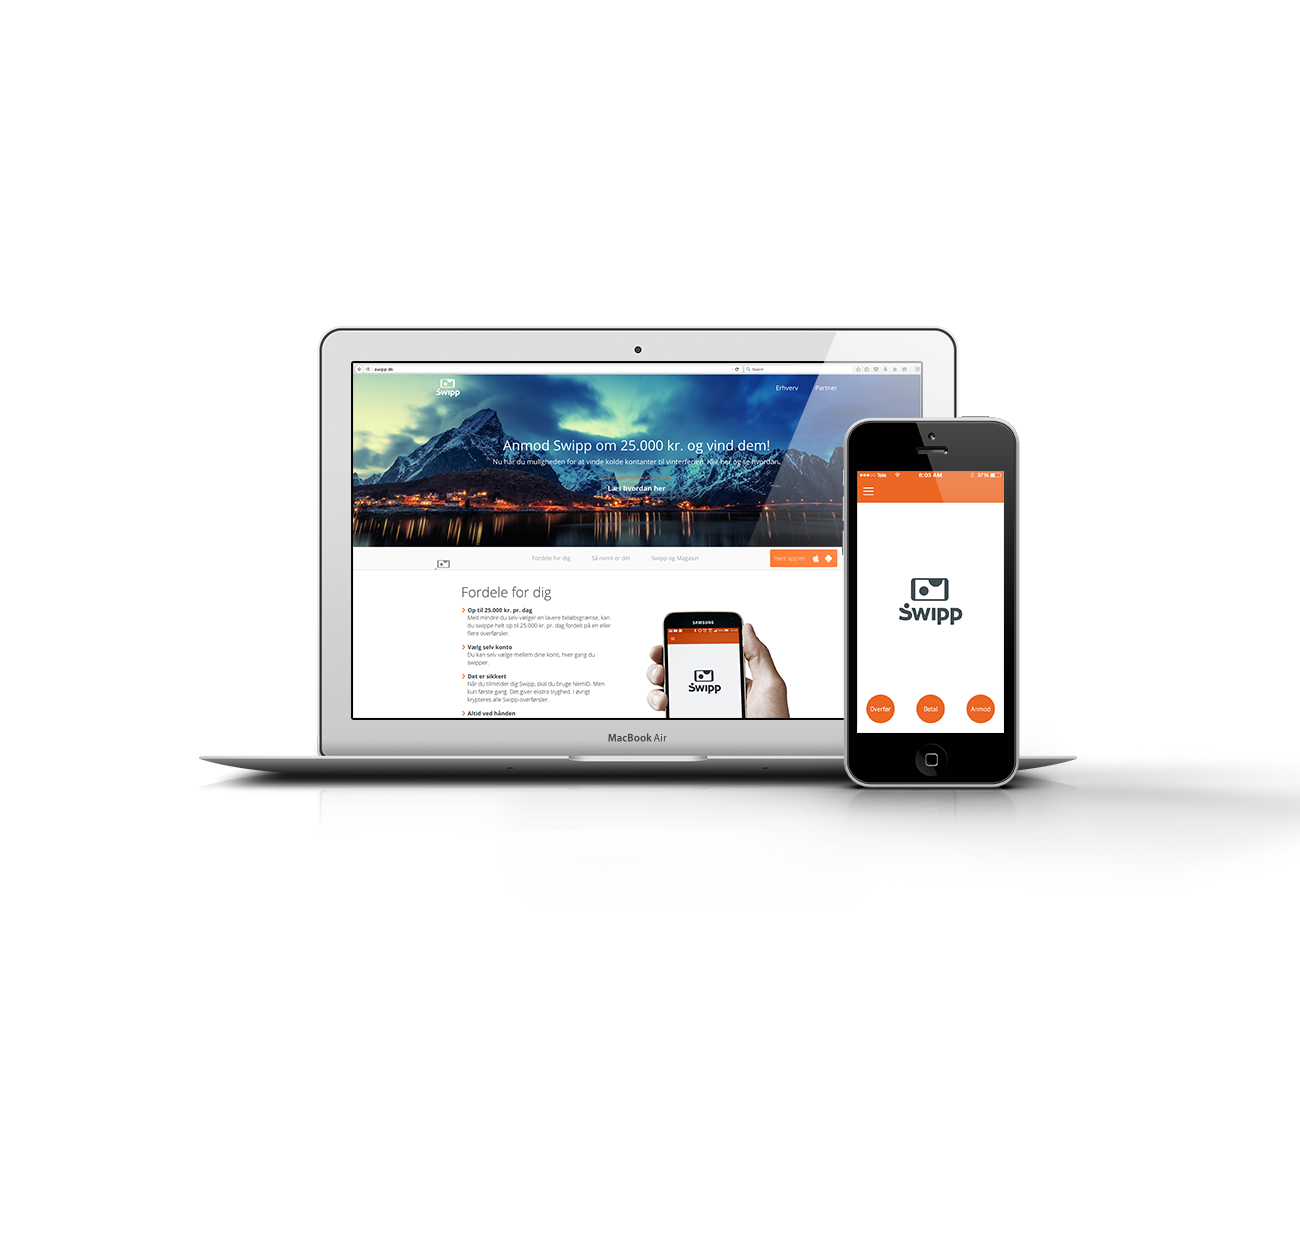 swipp.dk
Search
Swipp
Erhverv Partner
Anmod Swipp om 25.000 kr. og vind dem!
Nu har du muligheden for at vinde kolde kontanter til vinterferien. Klik her og se hvordan.
Læs hvordan her
Fordele for dig Så nemt er det Swipp og Magasin Hent app'en
Fordele for dig
Op til 25.000 kr. pr. dag
Med mindre du selv vælger en lavere beløbsgrænse, kan
du swippe helt op til 25.000 kr. pr. dag fordelt på en eller
flere overførsler.
Vælg selv konto
Du kan selv vælge mellem dine konti, hver gang du
swipper.
Det er sikkert
Når du tilmelder dig Swipp, skal du bruge NemID. Men
kun første gang. Det giver ekstra tryghed. I øvrigt
krypteres alle Swipp overførsler.
Altid ved hånden
SAMSUNG
Swipp
MacBook Air
Telia 8:03 AM 37%
Swipp
Overfør Betal Anmod